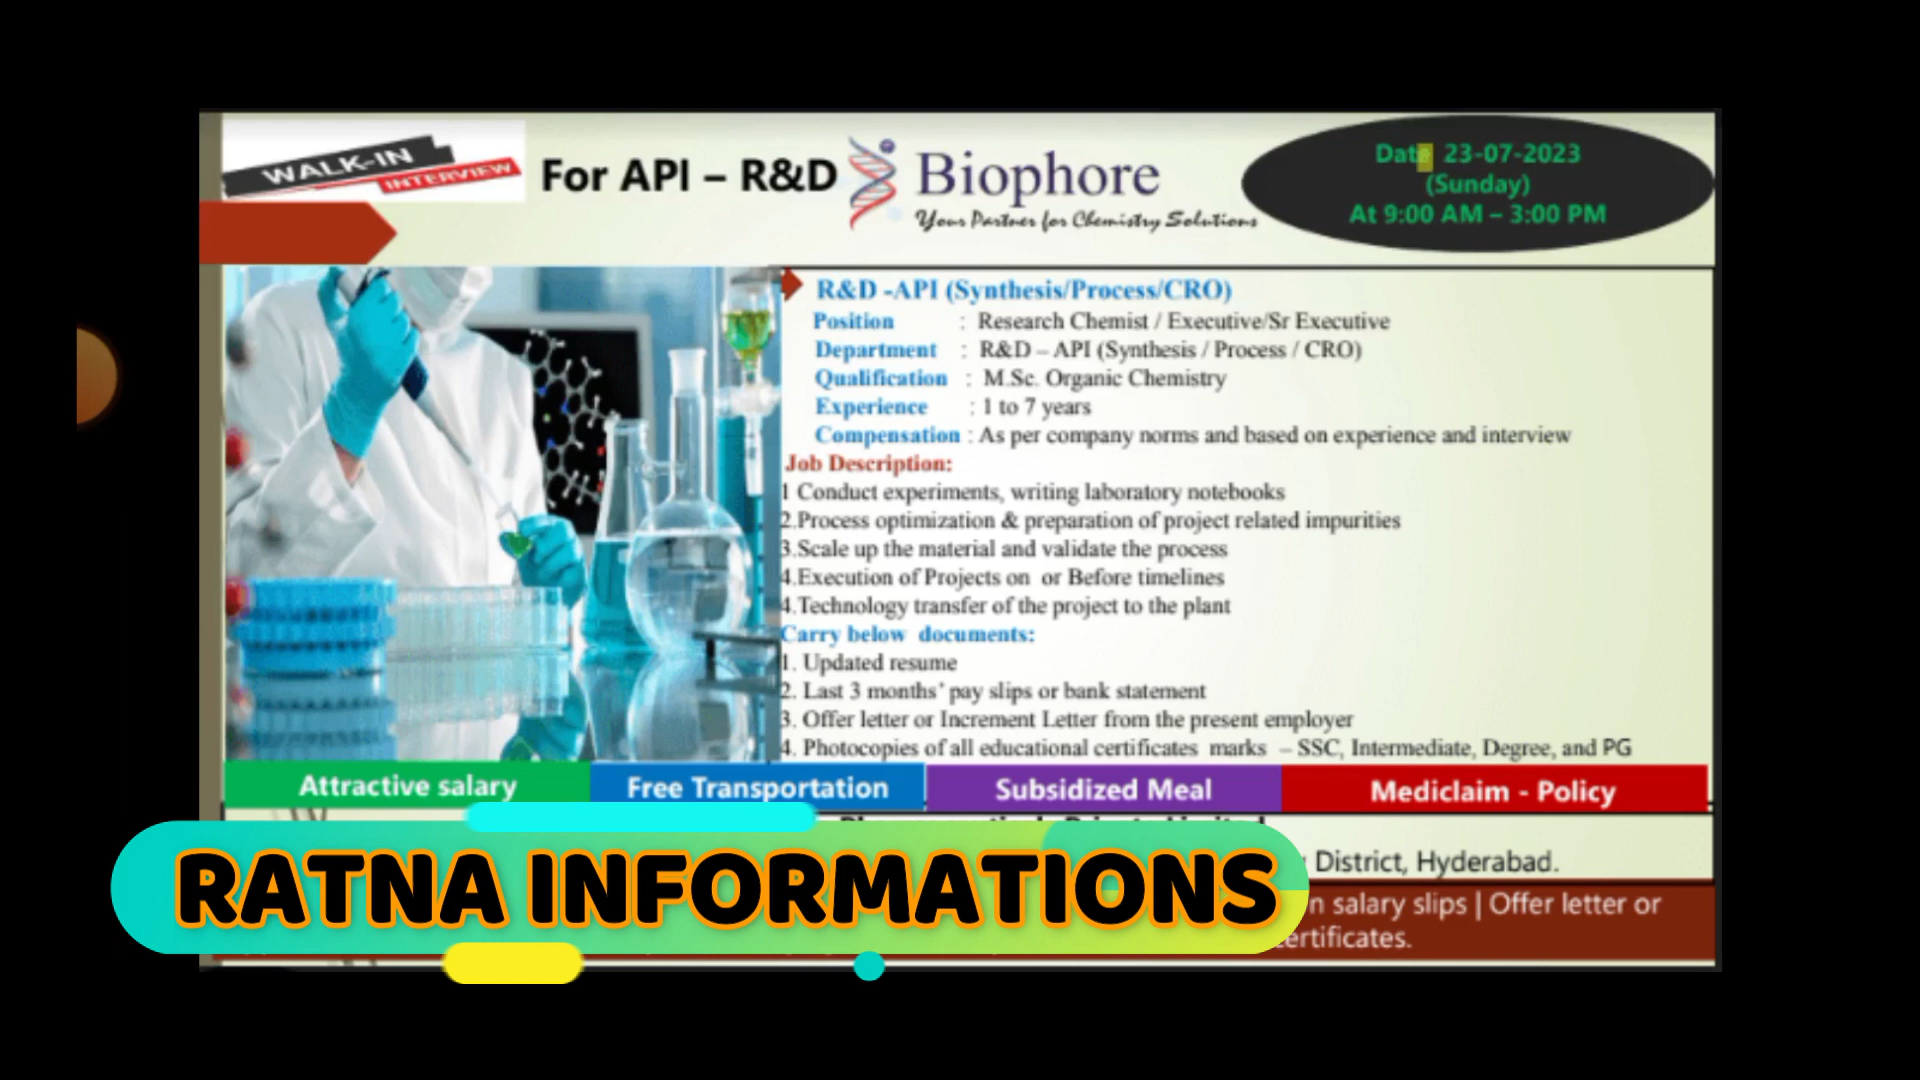 WALK-IN
INTERVIEW
For API – R&D
Biophore
Your Partner for Chemistry Solutions
Date 23-07-2023
(Sunday)
At 9:00 AM – 3:00 PM
R&D -API (Synthesis/Process/CRO)
Position : Research Chemist / Executive/Sr Executive
Department : R&D – API (Synthesis / Process / CRO)
Qualification : M.Sc. Organic Chemistry
Experience : 1 to 7 years
Compensation : As per company norms and based on experience and interview
Job Description:
1 Conduct experiments, writing laboratory notebooks
2.Process optimization & preparation of project related impurities
3.Scale up the material and validate the process
4.Execution of Projects on or Before timelines
4.Technology transfer of the project to the plant
Carry below documents:
1. Updated resume
2. Last 3 months' pay slips or bank statement
3. Offer letter or Increment Letter from the present employer
4. Photocopies of all educational certificates marks – SSC, Intermediate, Degree, and PG
Attractive salary
Free Transportation
Subsidized Meal
Mediclaim - Policy
District, Hyderabad.
RATNA INFORMATIONS
salary slips | Offer letter or